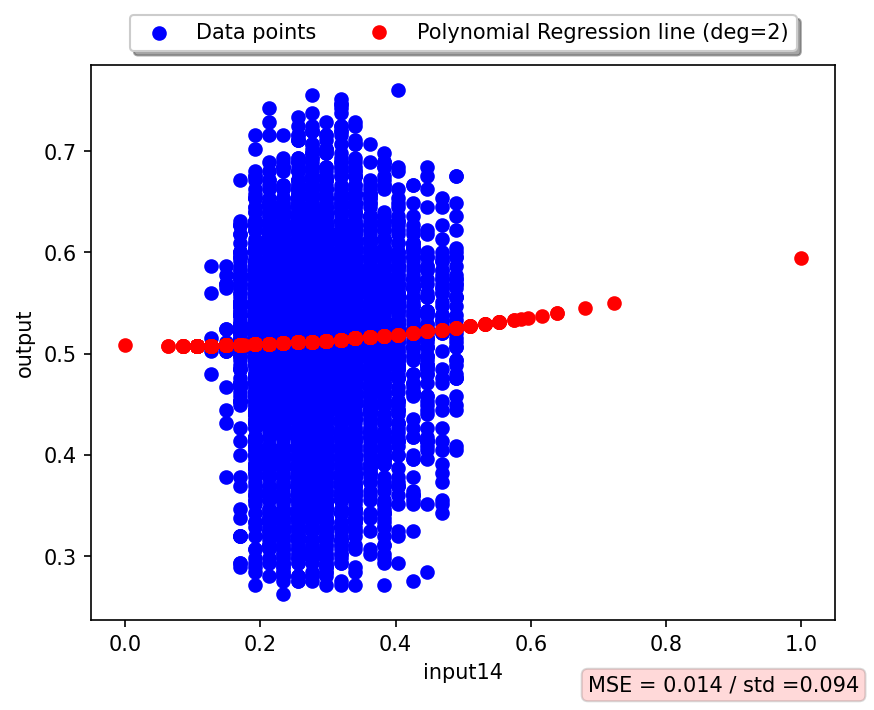 Data points
Polynomial Regression line (deg=2)
output
0.7
0.6
0.5
0.4
0.3
0.0 0.2 0.4 0.6 0.8 1.0
input14
MSE = 0.014 / std =0.094